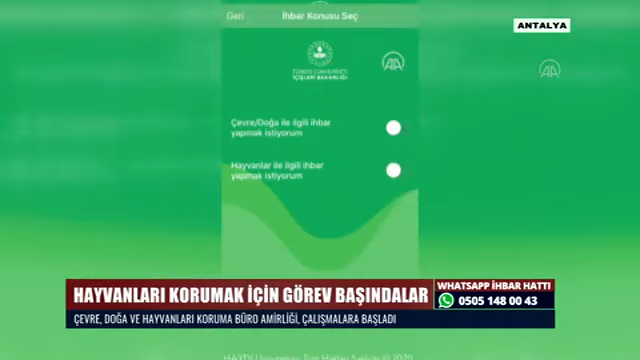 Geri
İhbar Konusu Seç
ANTALYA
TÜRKİYE CUMHURİYETİ
İÇİŞLERİ BAKANLIĞI
AA
AA
Çevre/Doğa ile ilgili ihbar
yapmak istiyorum
Hayvanlar ile ilgili ihbar
yapmak istiyorum
HAYVANLARI KORUMAK İÇİN GÖREV BAŞINDALAR
WHATSAPP İHBAR HATTI
0505 148 00 43
ÇEVRE, DOĞA VE HAYVANLARI KORUMA BÜRO AMİRLİĞİ, ÇALIŞMALARA BAŞLADI